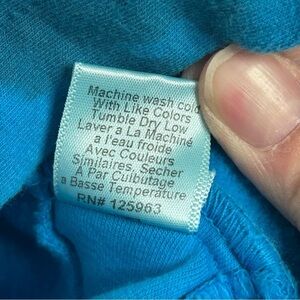 Machine wash cold
With Like Colors
Tumble Dry Low
Laver a La Machine
a l'eau froide
Avec Couleurs
Similaires, Secher
A Par Culbutage
a Basse Temperature
RN# 125963